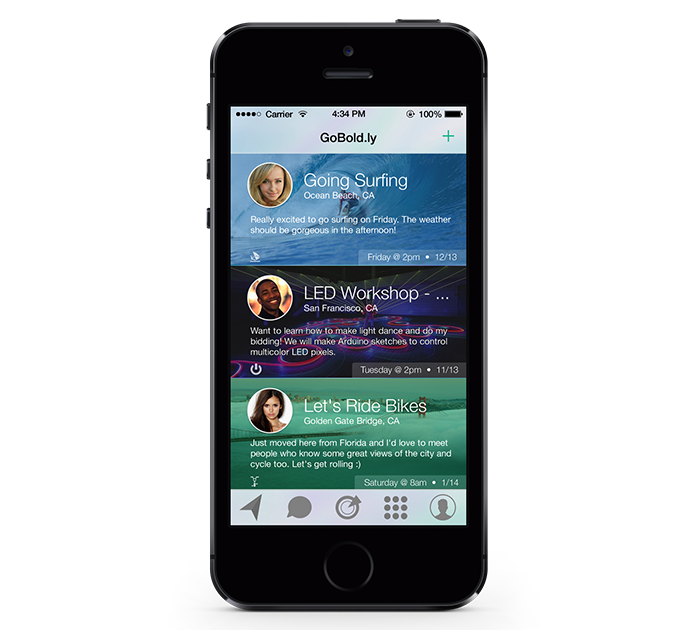 Carrier 4:34 PM 100%
GoBold.ly +
Going Surfing
Ocean Beach, CA
Really excited to go surfing on Friday. The weather
should be gorgeous in the afternoon!
Friday @ 2pm • 12/13
LED Workshop - ...
San Francisco, CA
Want to learn how to make light dance and do my
bidding! We will make Arduino sketches to control
multicolor LED pixels.
Tuesday @ 2pm • 11/13
Let's Ride Bikes
Golden Gate Bridge, CA
Just moved here from Florida and I'd love to meet
people who know some great views of the city and
cycle too. Let's get rolling :)
Saturday @ 8am • 1/14